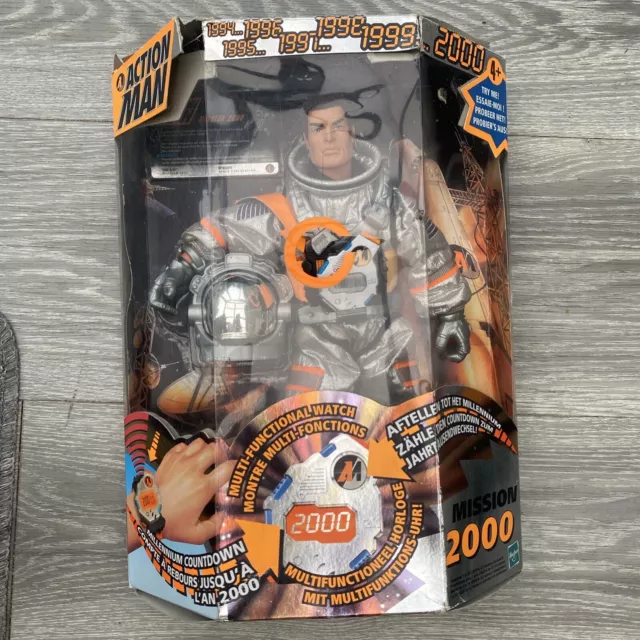 1994... 1996... 1998...
1995... 1997... 1999... 2000
ACTION
MAN
4+
TRY ME!
ESSAIE-MOI!
PROBEER HET!
PROBIER'S AUS!
MULTI-FUNCTIONAL WATCH
MONTRE MULTI-FONCTIONS
AFTELLEN TOT HET MILLENNIUM
ZÄHLE DEN COUNTDOWN ZUM
JAHRTAUSENDWECHSEL!
2000
MILLENNIUM COUNTDOWN
COMPTE À REBOURS JUSQU'À
L'AN 2000
MULTIFUNCTIONEEL HORLOGE
MIT MULTIFUNKTIONS-UHR!
MISSION
2000
Hasbro